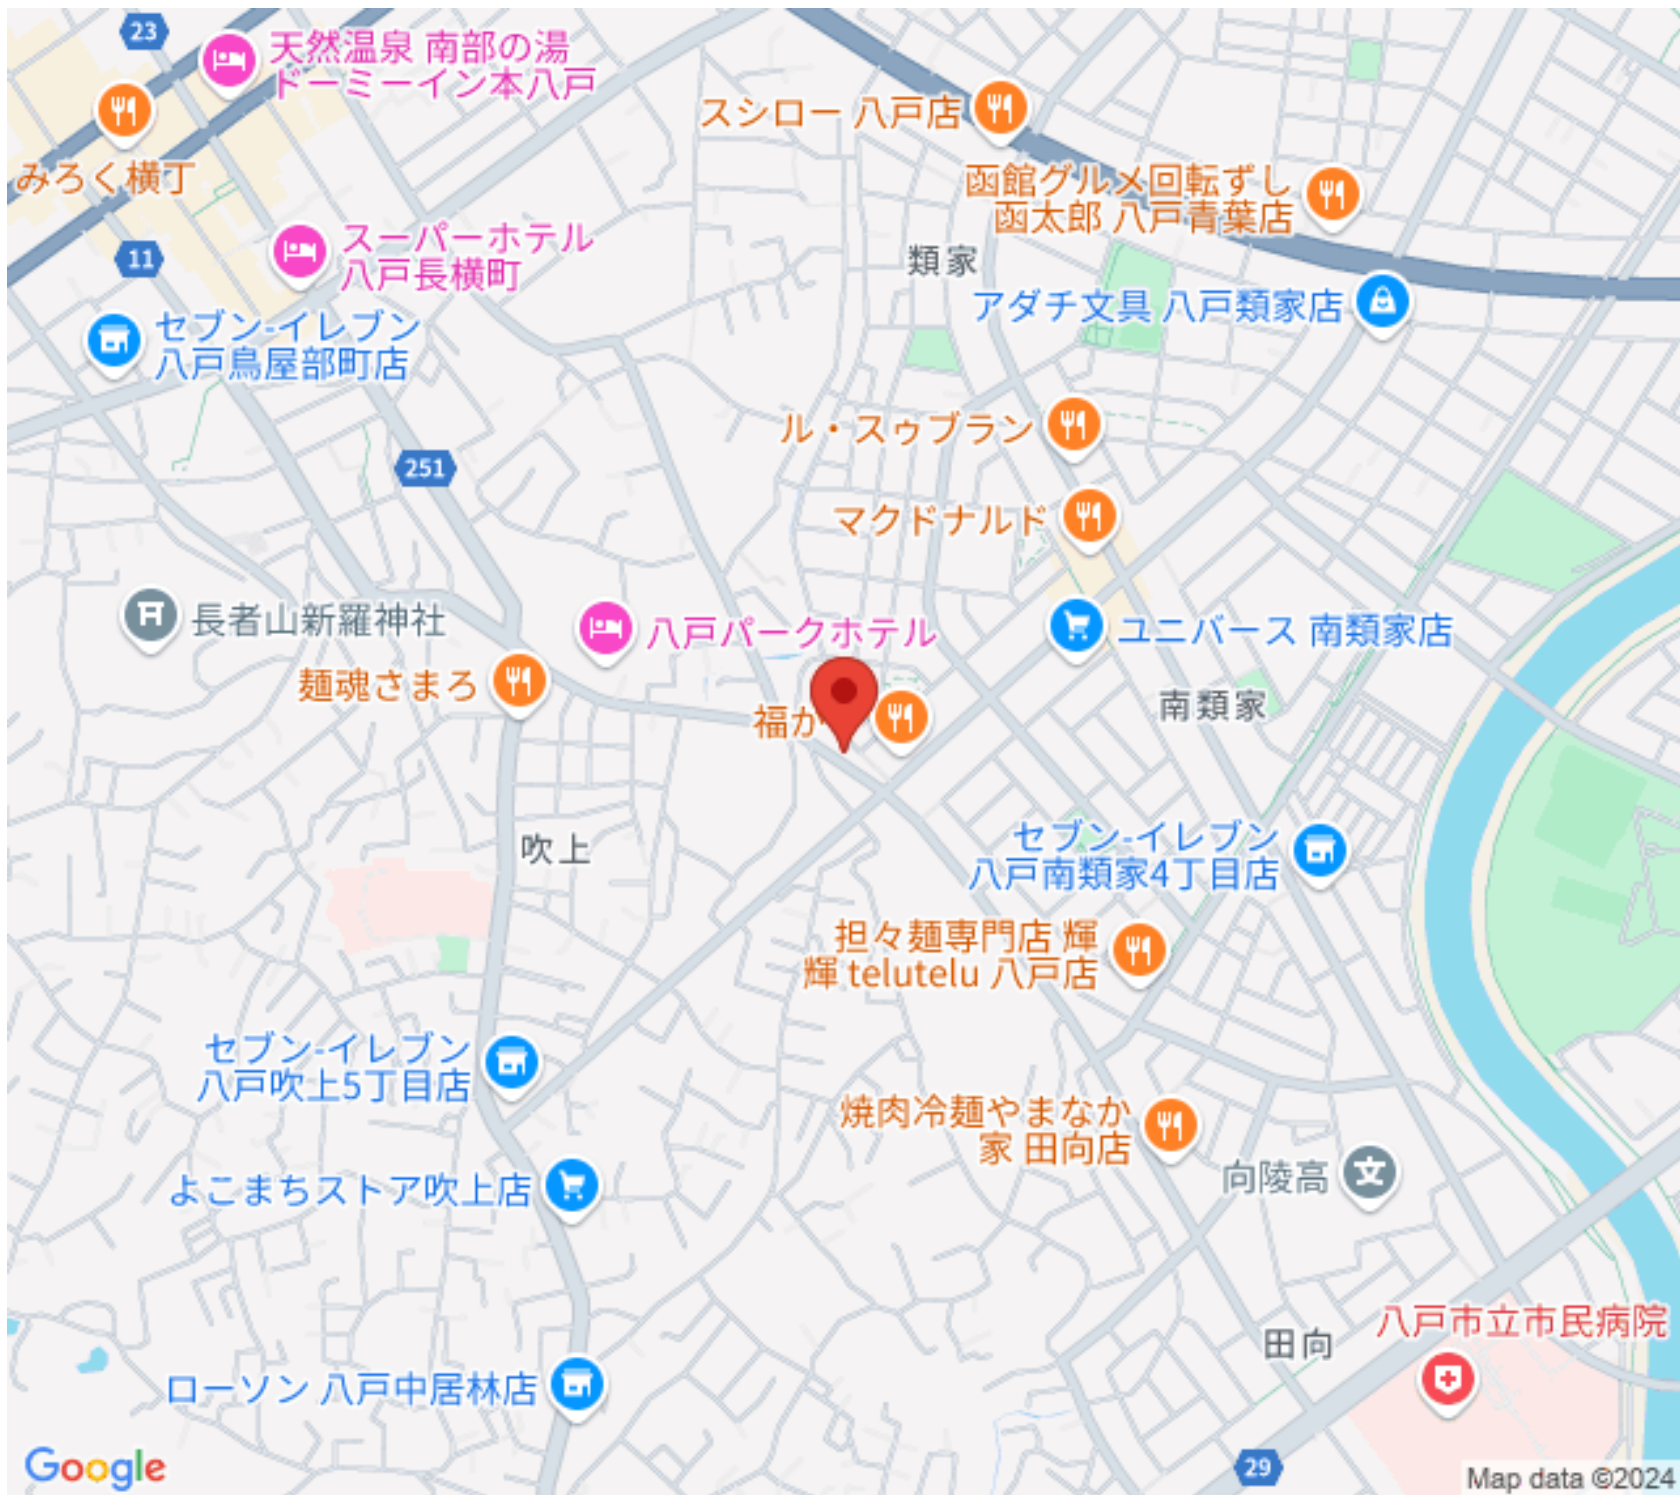 23
天然温泉 南部の湯
ドーミーイン本八戸
スシロー 八戸店
みろく横丁
函館グルメ回転ずし
函太郎 八戸青葉店
11
スーパーホテル
八戸長横町
類家
アダチ文具 八戸類家店
セブン-イレブン
八戸鳥屋部町店
ル・スゥブラン
251
マクドナルド
長者山新羅神社
八戸パークホテル
ユニバース 南類家店
麺魂さまろ
福か
南類家
吹上
セブン-イレブン
八戸南類家4丁目店
担々麺専門店 輝
輝 telutelu 八戸店
セブン-イレブン
八戸吹上5丁目店
焼肉冷麺やまなか
家 田向店
向陵高
よこまちストア吹上店
八戸市立市民病院
田向
ローソン 八戸中居林店
Google
29
Map data ©2024